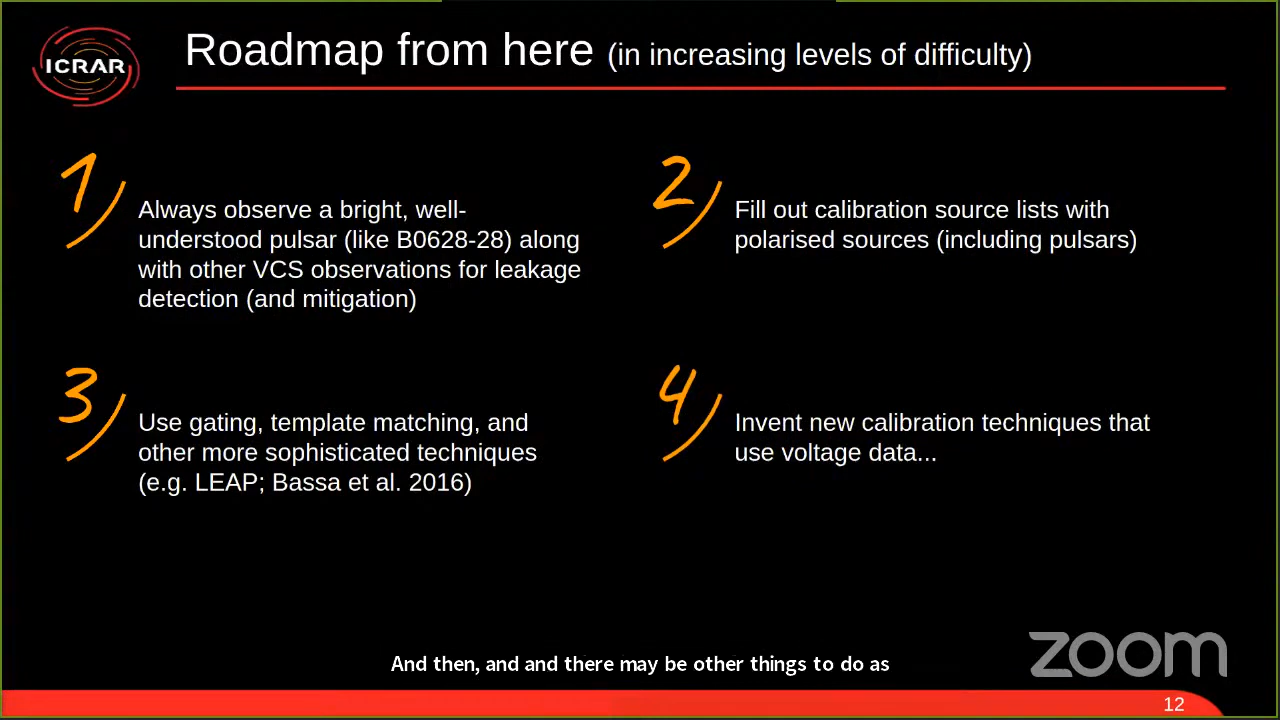 ICRAR
Roadmap from here (in increasing levels of difficulty)
1)
Always observe a bright, well-
understood pulsar (like B0628-28) along
with other VCS observations for leakage
detection (and mitigation)
2)
Fill out calibration source lists with
polarised sources (including pulsars)
3)
Use gating, template matching, and
other more sophisticated techniques
(e.g. LEAP; Bassa et al. 2016)
4)
Invent new calibration techniques that
use voltage data...
And then, and and there may be other things to do as
zoom
12